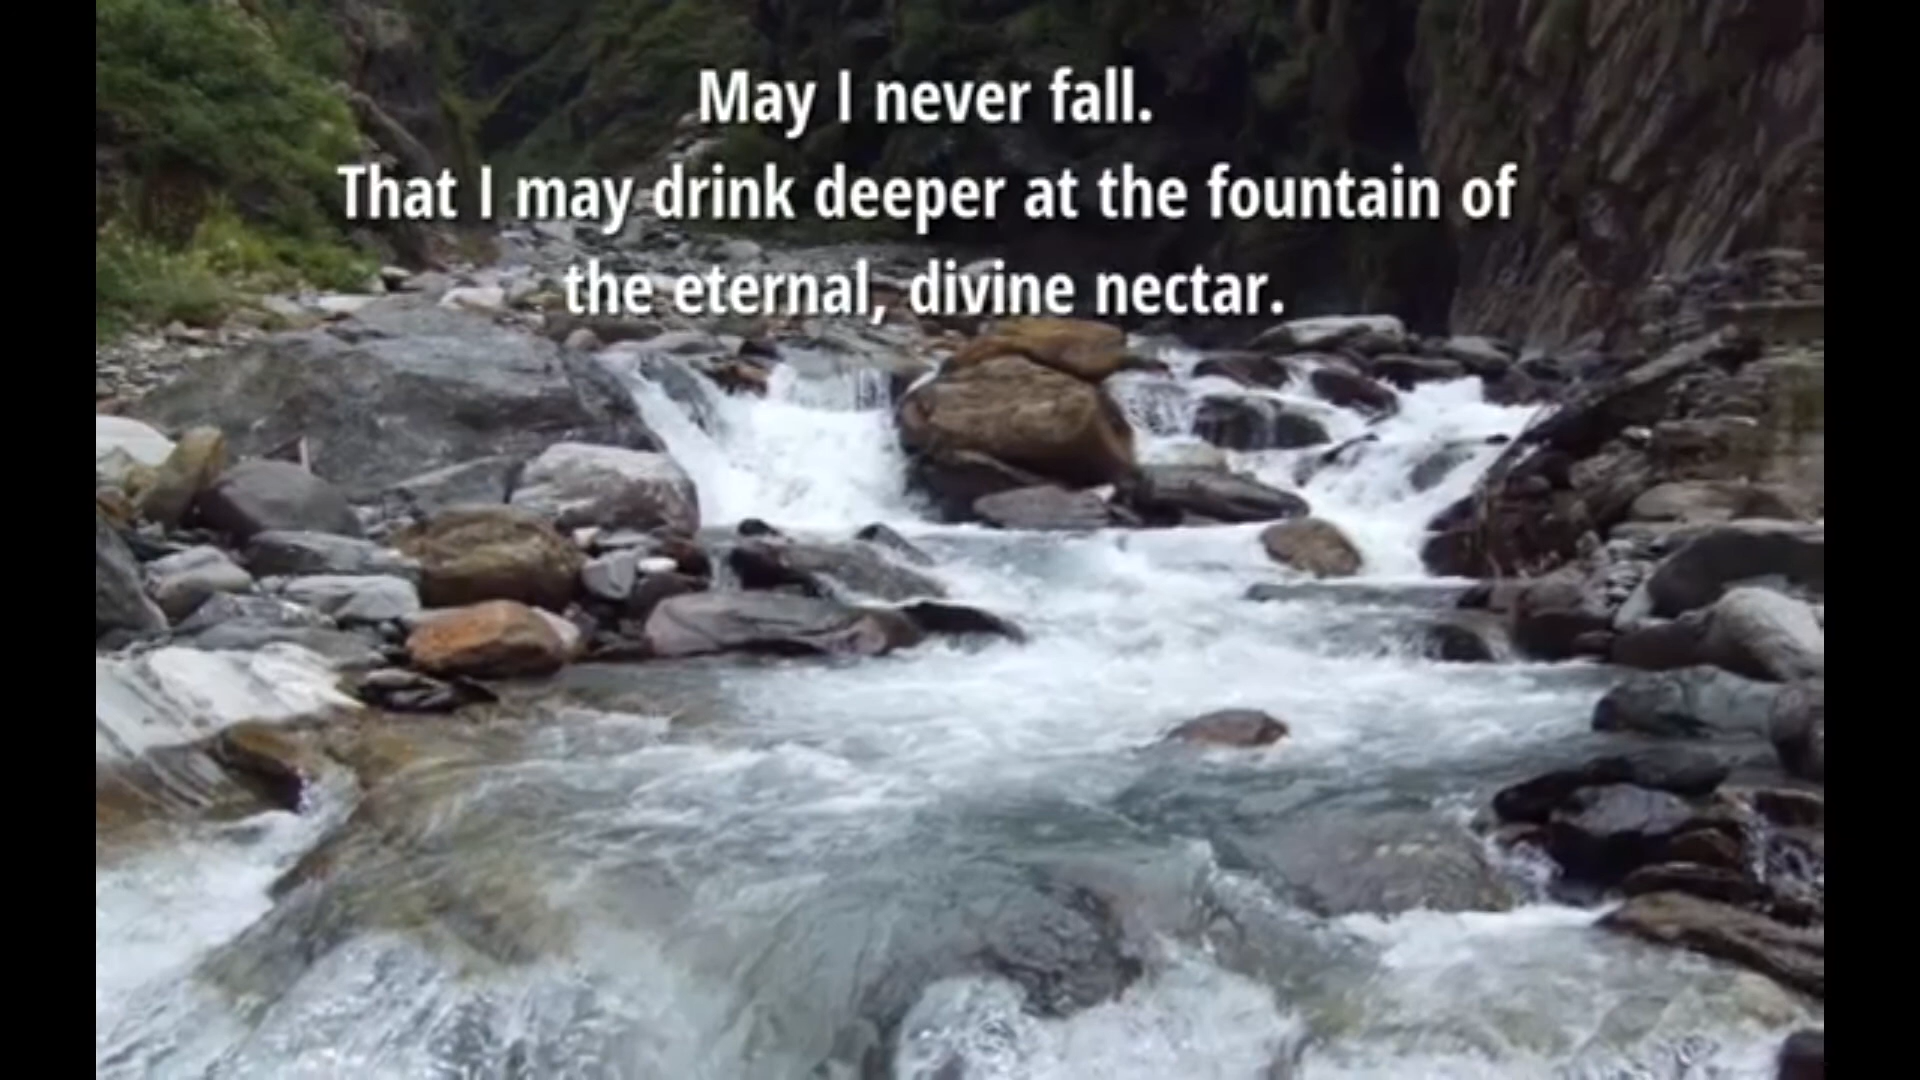 May I never fall.
That I may drink deeper at the fountain of
the eternal, divine nectar.